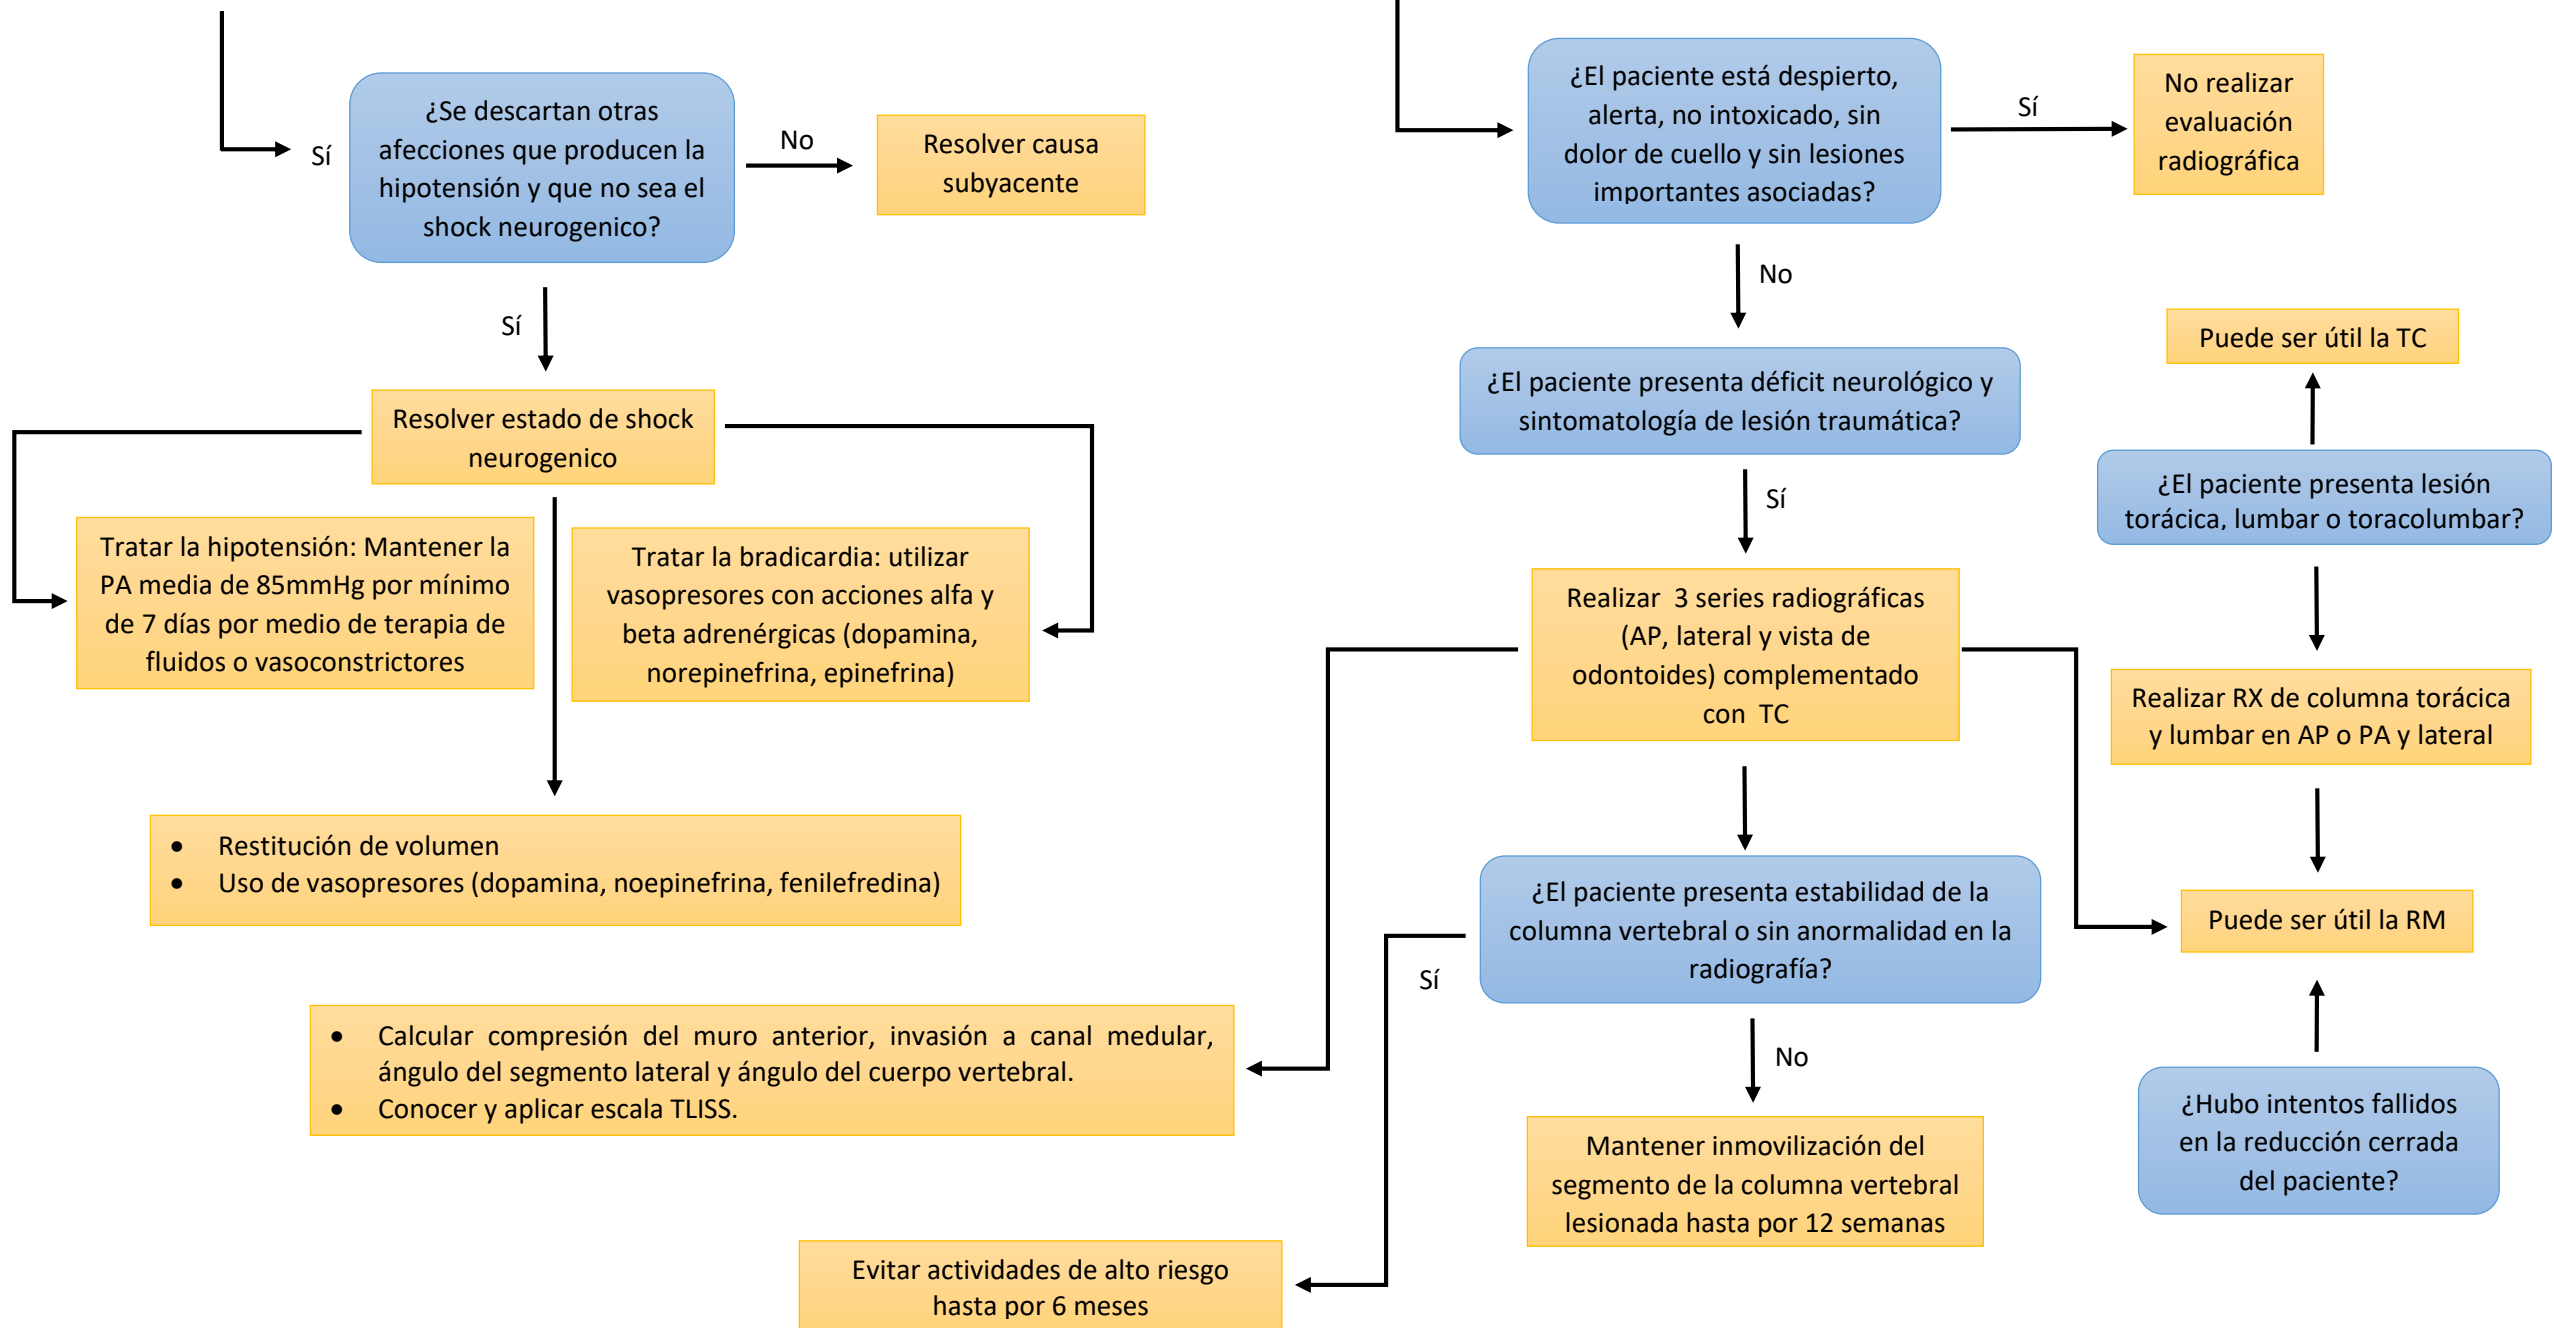 Sí
¿Se descartan otras
afecciones que producen la
hipotensión y que no sea el
shock neurogenico?
No
Resolver causa
subyacente
Sí
Resolver estado de shock
neurogenico
Tratar la hipotensión: Mantener la
PA media de 85mmHg por mínimo
de 7 días por medio de terapia de
fluidos o vasoconstrictores
Tratar la bradicardia: utilizar
vasopresores con acciones alfa y
beta adrenérgicas (dopamina,
norepinefrina, epinefrina)
• Restitución de volumen
• Uso de vasopresores (dopamina, noepinefrina, fenilefredina)
¿El paciente está despierto,
alerta, no intoxicado, sin
dolor de cuello y sin lesiones
importantes asociadas?
Sí
No realizar
evaluación
radiográfica
No
¿El paciente presenta déficit neurológico y
sintomatología de lesión traumática?
Sí
Realizar 3 series radiográficas
(AP, lateral y vista de
odontoides) complementado
con TC
• Calcular compresión del muro anterior, invasión a canal medular,
ángulo del segmento lateral y ángulo del cuerpo vertebral.
• Conocer y aplicar escala TLISS.
¿El paciente presenta estabilidad de la
columna vertebral o sin anormalidad en la
radiografía?
Sí
Evitar actividades de alto riesgo
hasta por 6 meses
No
Mantener inmovilización del
segmento de la columna vertebral
lesionada hasta por 12 semanas
Puede ser útil la TC
¿El paciente presenta lesión
torácica, lumbar o toracolumbar?
Realizar RX de columna torácica
y lumbar en AP o PA y lateral
Puede ser útil la RM
¿Hubo intentos fallidos
en la reducción cerrada
del paciente?